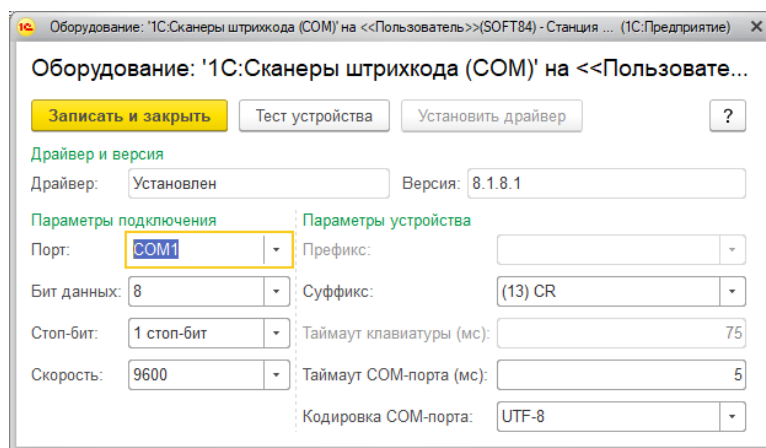 1С Оборудование: '1С:Сканеры штрихкода (COM)' на <<Пользователь>>(SOFT84) - Станция ... (1С:Предприятие) ×
Оборудование: '1С:Сканеры штрихкода (COM)' на <<Пользовате...
Записать и закрыть Тест устройства Установить драйвер ?
Драйвер и версия
Драйвер: Установлен Версия: 8.1.8.1
Параметры подключения Параметры устройства
Порт: COM1 Префикс:
Бит данных: 8 Суффикс: (13) CR
Стоп-бит: 1 стоп-бит Таймаут клавиатуры (мс): 75
Скорость: 9600 Таймаут COM-порта (мс): 5
Кодировка COM-порта: UTF-8